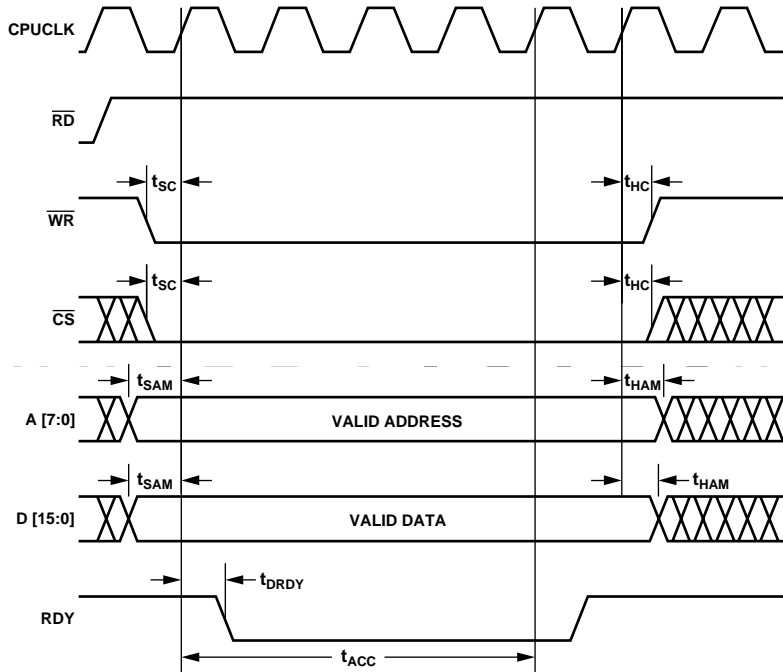 CPUCLK
RD
tSC
tHC
WR
tSC
tHC
CS
tSAM
tHAM
A [7:0]
VALID ADDRESS
tSAM
tHAM
D [15:0]
VALID DATA
tDRDY
RDY
tACC